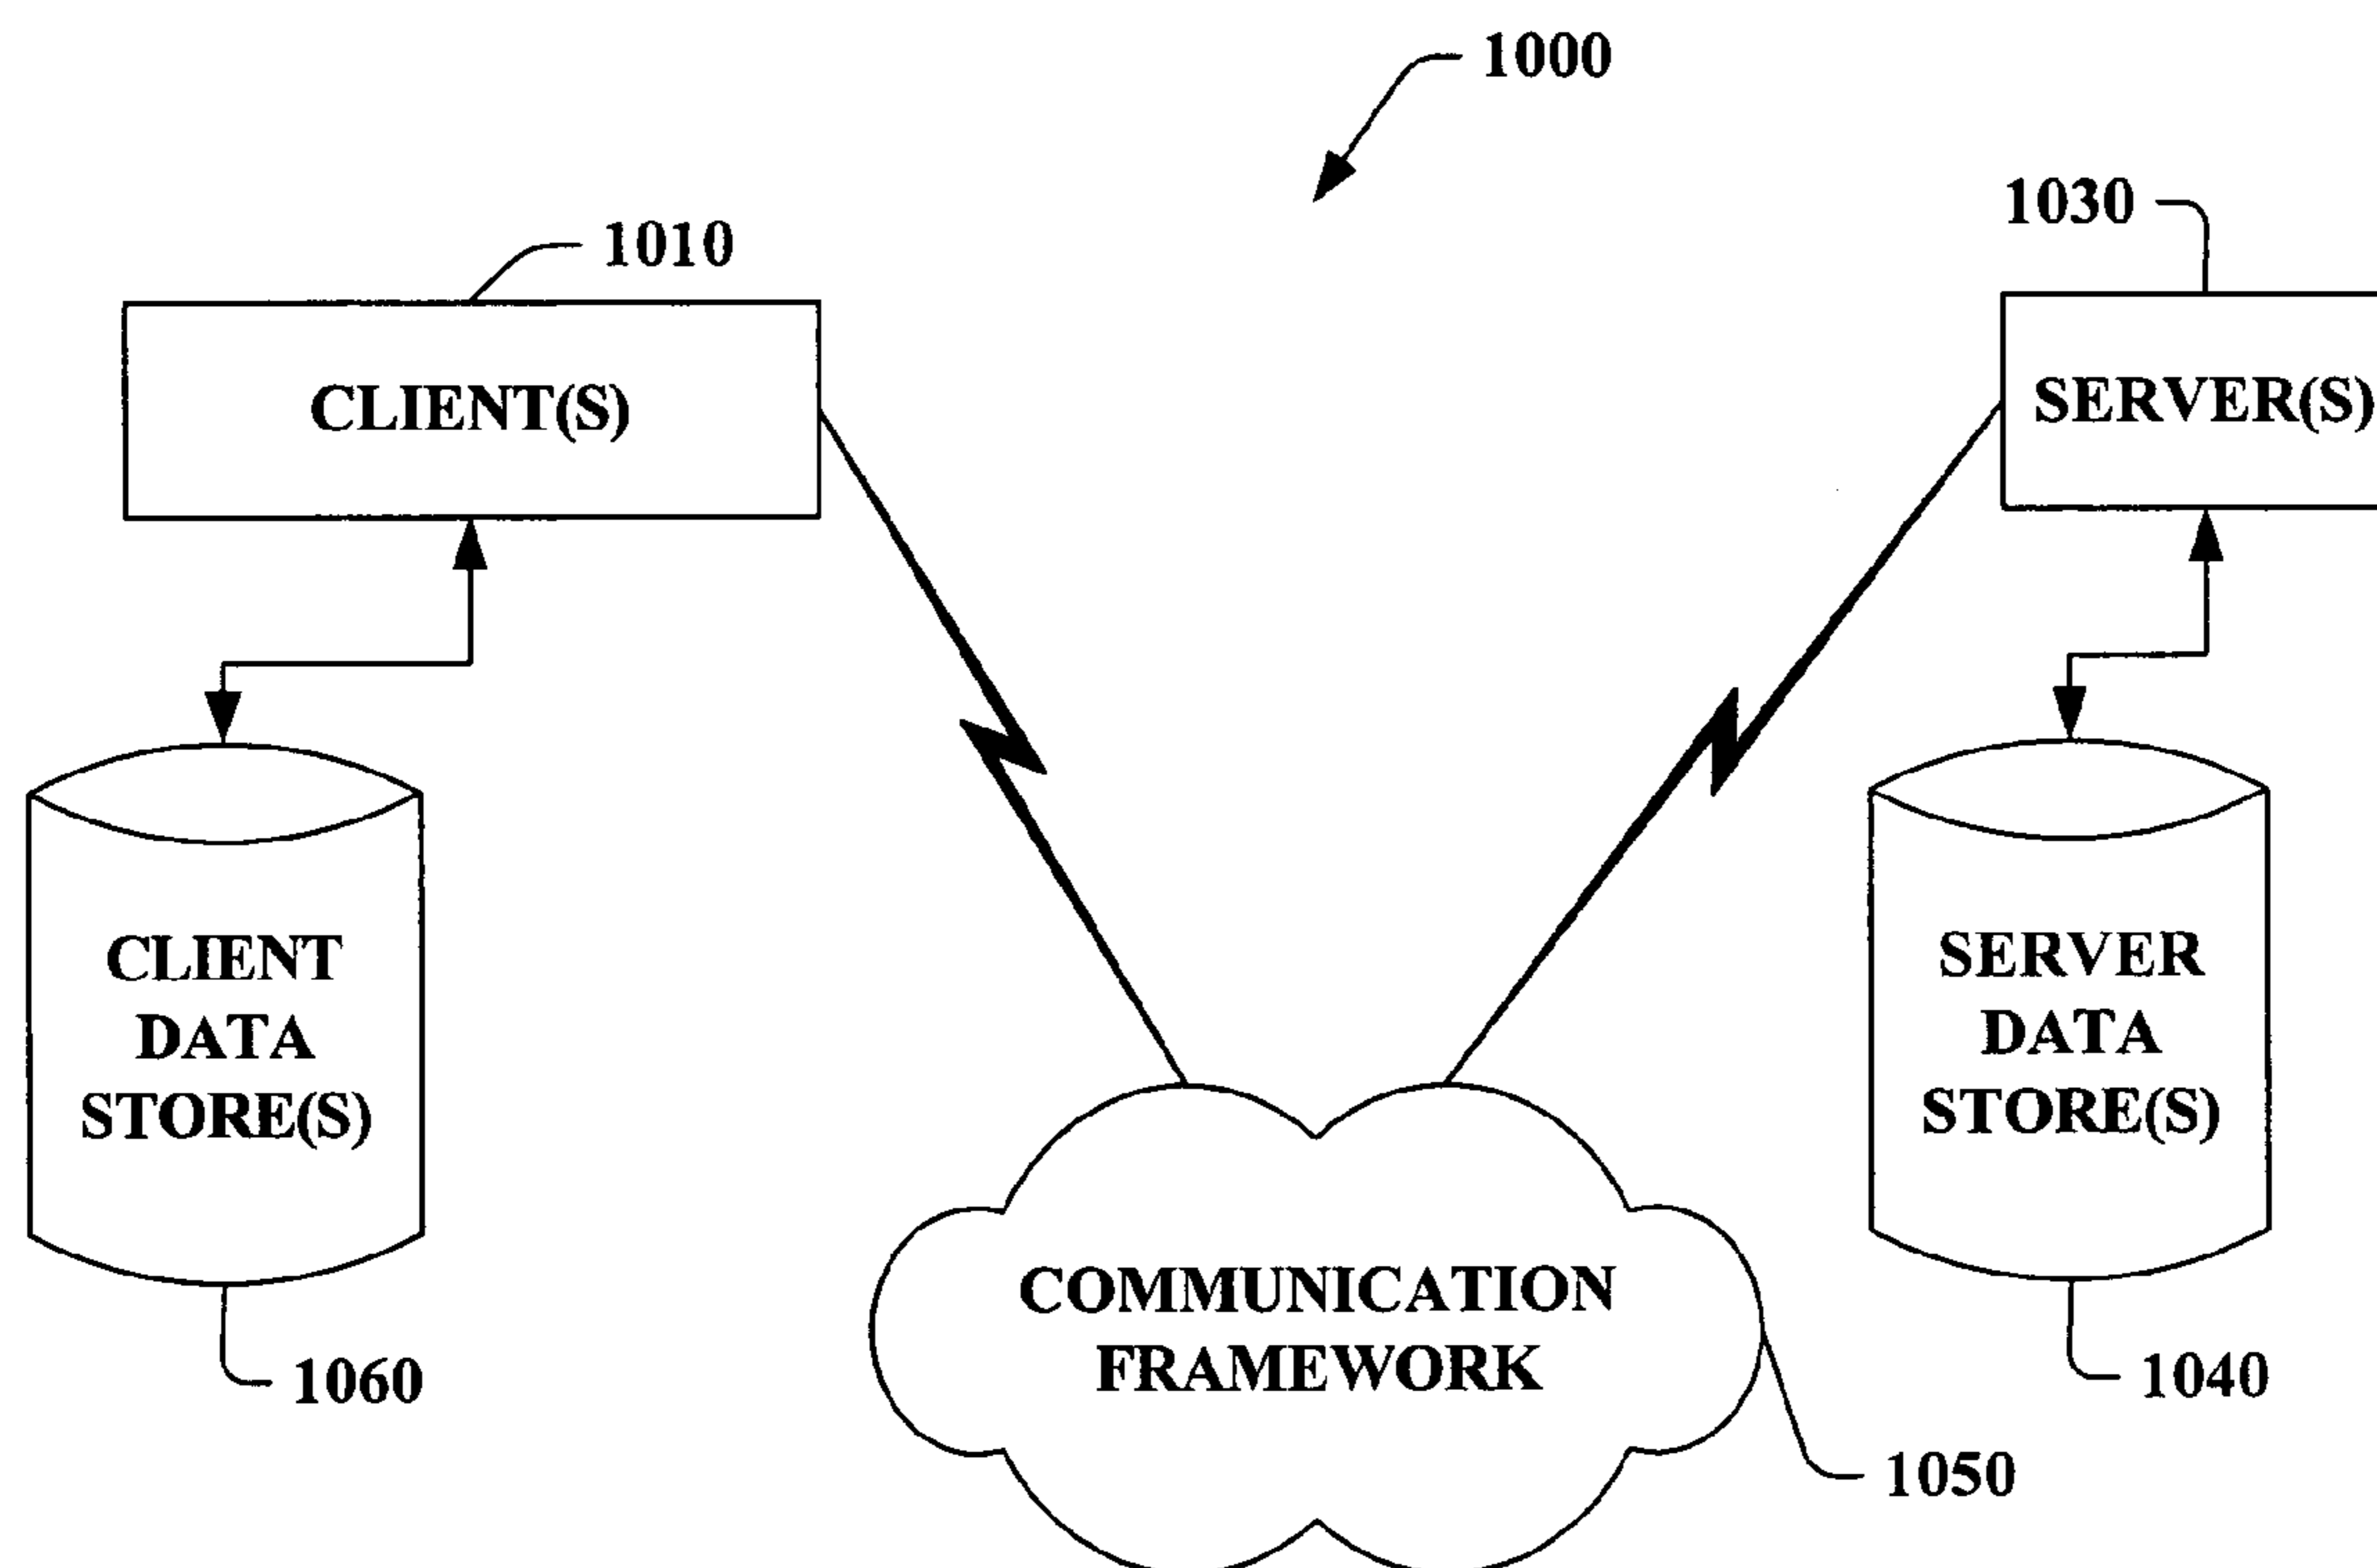 1000
1010
1030
CLIENT(S)
SERVER(S)
CLIENT
DATA
STORE(S)
SERVER
DATA
STORE(S)
COMMUNICATION
FRAMEWORK
1060
1040
1050